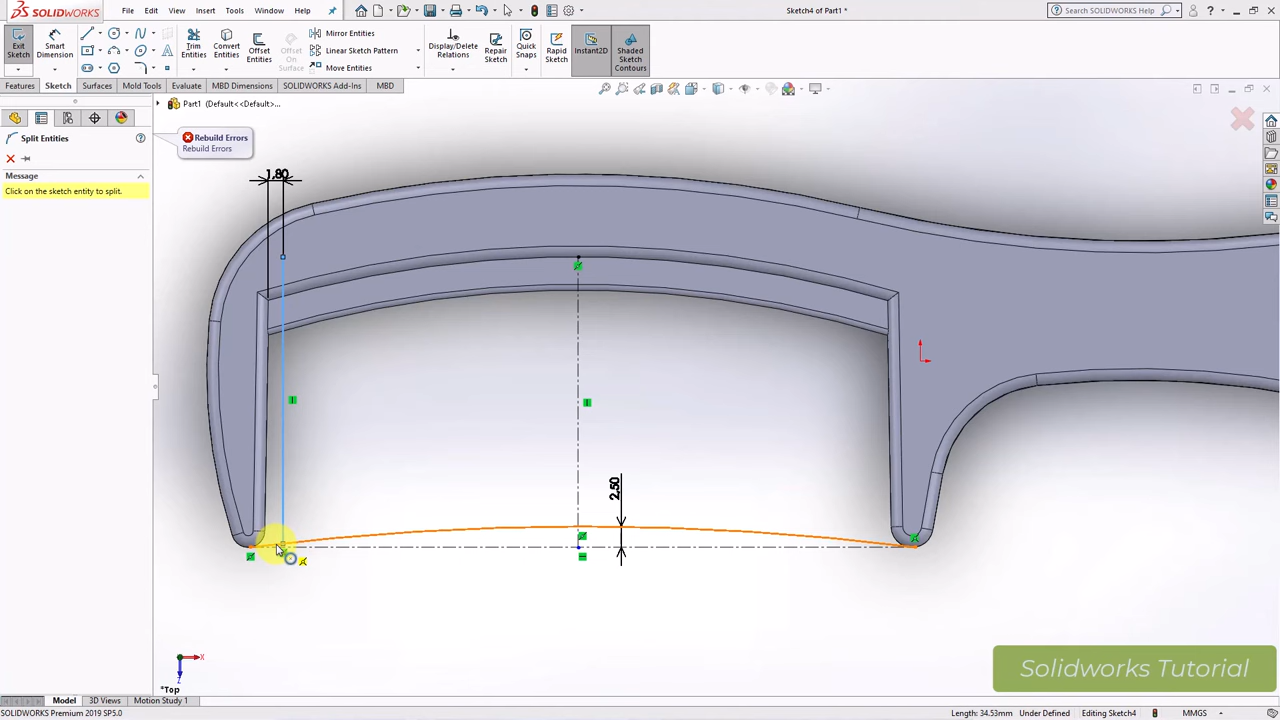 SOLIDWORKS
File Edit View Insert Tools Window
Sketch4 of Part1 *
Search SOLIDWORKS Help
Exit Sketch
Smart Dimension
Trim Entities
Convert Entities
Offset Entities
Offset On Surface
Mirror Entities
Linear Sketch Pattern
Move Entities
Display/Delete Relations
Repair Sketch
Quick Snaps
Rapid Sketch
Instant2D
Shaded Sketch Contours
Features Sketch Surfaces Mold Tools Evaluate MBD Dimensions SOLIDWORKS Add-Ins MBD
Part1 (Default<<Default>...
Split Entities
Rebuild Errors
Rebuild Errors
Message
Click on the sketch entity to split.
1.80
2.50
X
Z
*Top
Solidworks Tutorial
Model 3D Views Motion Study 1
SOLIDWORKS Premium 2019 SP5.0
Length: 34.53mm Under Defined Editing Sketch4 MMGS